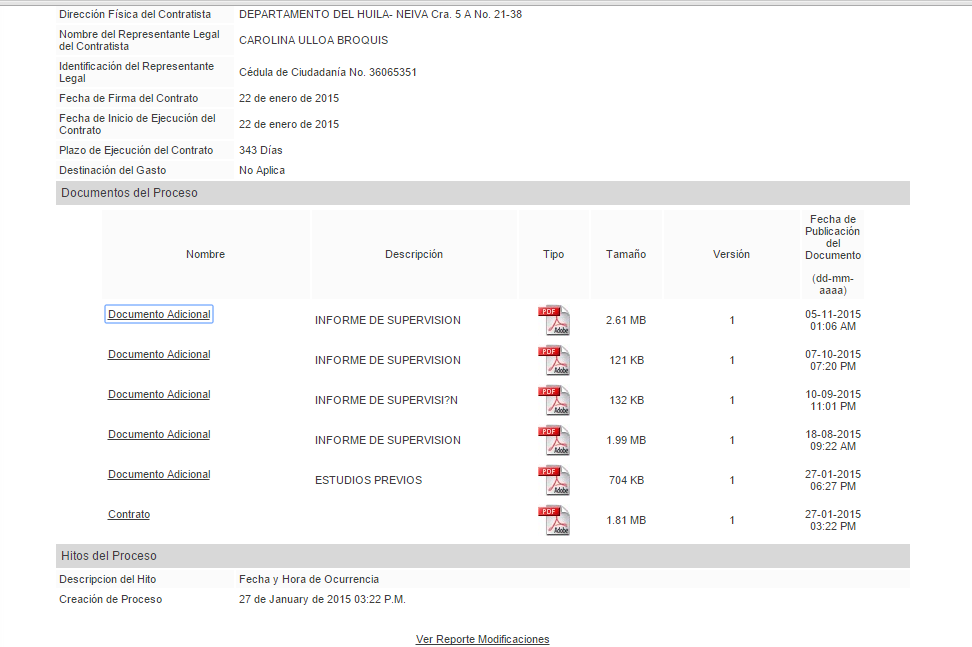 Dirección Física del Contratista DEPARTAMENTO DEL HUILA- NEIVA Cra. 5 A No. 21-38
Nombre del Representante Legal
del Contratista CAROLINA ULLOA BROQUIS
Identificación del Representante
Legal Cédula de Ciudadanía No. 36065351
Fecha de Firma del Contrato 22 de enero de 2015
Fecha de Inicio de Ejecución del
Contrato 22 de enero de 2015
Plazo de Ejecución del Contrato 343 Días
Destinación del Gasto No Aplica
Documentos del Proceso
Nombre Descripción Tipo Tamaño Versión Fecha de
Publicación
del
Documento
(dd-mm-
aaaa)
Documento Adicional INFORME DE SUPERVISION PDF Adobe 2.61 MB 1 05-11-2015
01:06 AM
Documento Adicional INFORME DE SUPERVISION PDF Adobe 121 KB 1 07-10-2015
07:20 PM
Documento Adicional INFORME DE SUPERVISI?N PDF Adobe 132 KB 1 10-09-2015
11:01 PM
Documento Adicional INFORME DE SUPERVISION PDF Adobe 1.99 MB 1 18-08-2015
09:22 AM
Documento Adicional ESTUDIOS PREVIOS PDF Adobe 704 KB 1 27-01-2015
06:27 PM
Contrato PDF Adobe 1.81 MB 1 27-01-2015
03:22 PM
Hitos del Proceso
Descripcion del Hito Fecha y Hora de Ocurrencia
Creación de Proceso 27 de January de 2015 03:22 P.M.
Ver Reporte Modificaciones